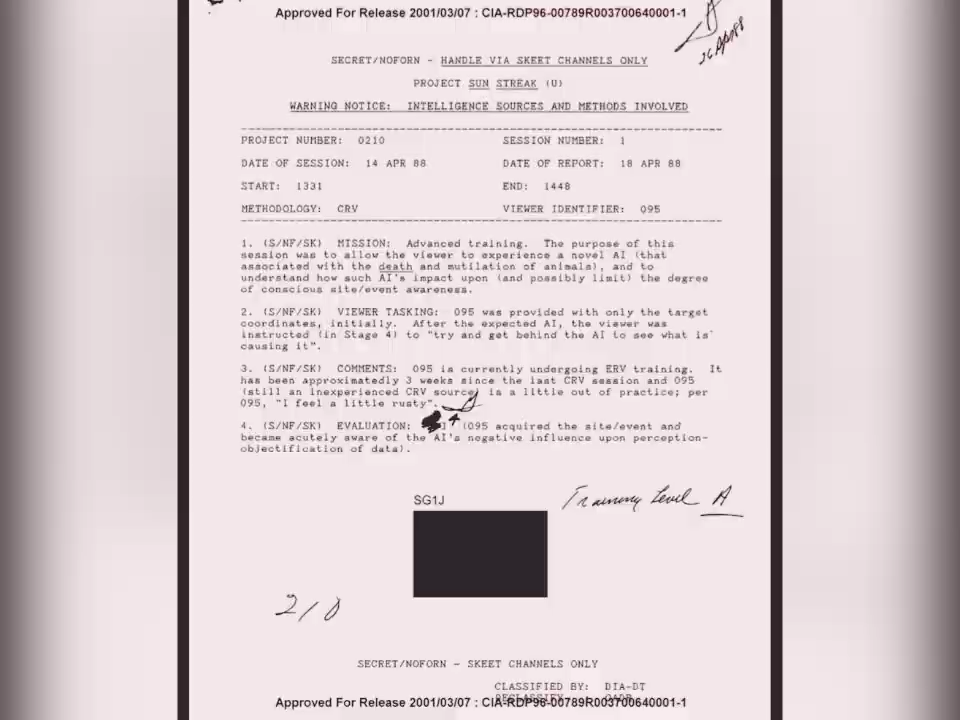 Approved For Release 2001/03/07 : CIA-RDP96-00789R003700640001-1
26 Apr 88
SECRET/NOFORN - HANDLE VIA SKEET CHANNELS ONLY
PROJECT SUN STREAK (U)
WARNING NOTICE: INTELLIGENCE SOURCES AND METHODS INVOLVED
PROJECT NUMBER: 0210 SESSION NUMBER: 1
DATE OF SESSION: 14 APR 88 DATE OF REPORT: 18 APR 88
START: 1331 END: 1448
METHODOLOGY: CRV VIEWER IDENTIFIER: 095
1. (S/NF/SK) MISSION: Advanced training. The purpose of this
session was to allow the viewer to experience a novel AI (that
associated with the death and mutilation of animals), and to
understand how such AI's impact upon (and possibly limit) the degree
of conscious site/event awareness.
2. (S/NF/SK) VIEWER TASKING: 095 was provided with only the target
coordinates, initially. After the expected AI, the viewer was
instructed (in Stage 4) to "try and get behind the AI to see what is
causing it".
3. (S/NF/SK) COMMENTS: 095 is currently undergoing ERV training. It
has been approximately 3 weeks since the last CRV session and 095
(still an inexperienced CRV source) is a little out of practice; per
095, "I feel a little rusty".
4. (S/NF/SK) EVALUATION: (095 acquired the site/event and
became acutely aware of the AI's negative influence upon perception-
objectification of data).
SG1J
Training Level A
210
SECRET/NOFORN - SKEET CHANNELS ONLY
CLASSIFIED BY: DIA-DT
Approved For Release 2001/03/07 : CIA-RDP96-00789R003700640001-1